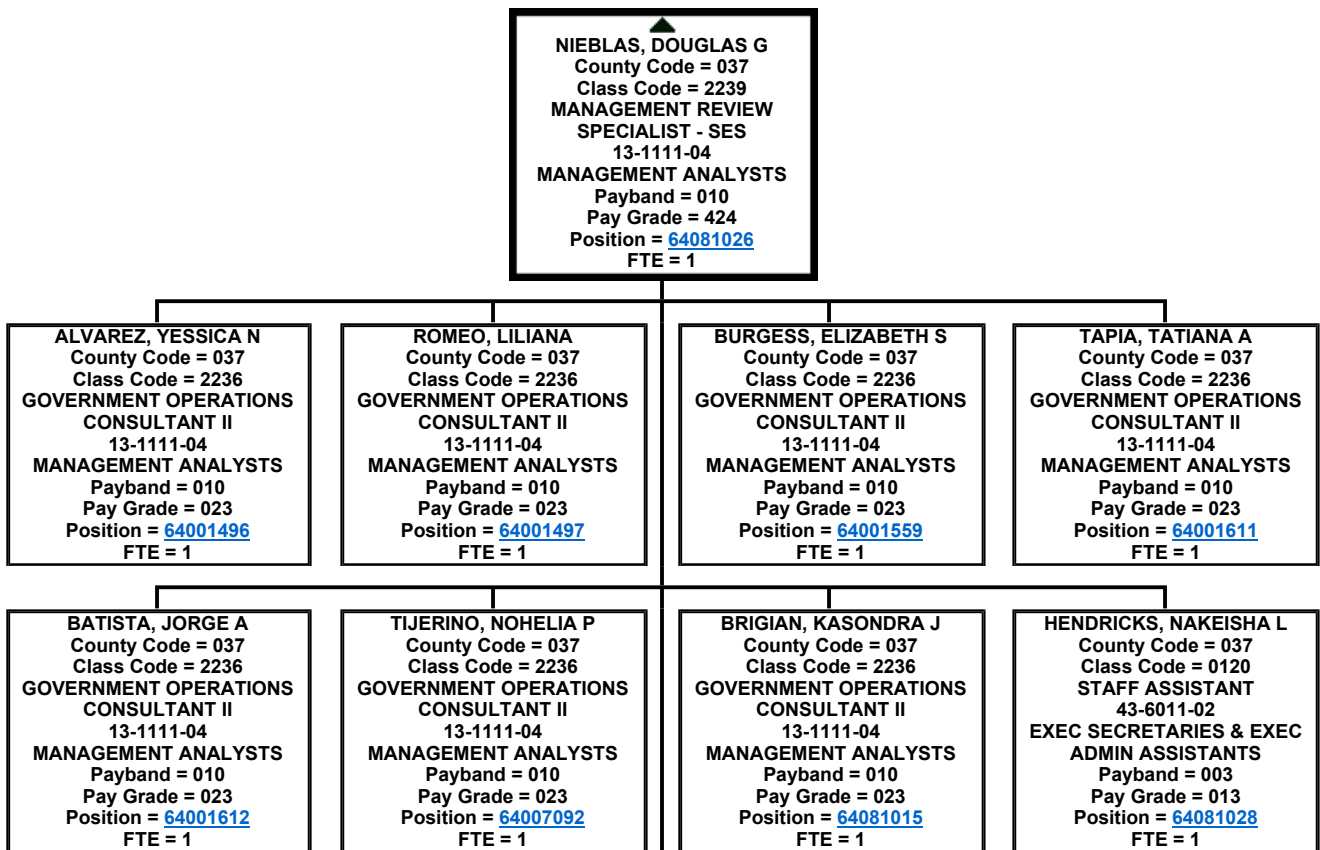 NIEBLAS, DOUGLAS G
County Code = 037
Class Code = 2239
MANAGEMENT REVIEW
SPECIALIST - SES
13-1111-04
MANAGEMENT ANALYSTS
Payband = 010
Pay Grade = 424
Position = 64081026
FTE = 1
ALVAREZ, YESSICA N
County Code = 037
Class Code = 2236
GOVERNMENT OPERATIONS
CONSULTANT II
13-1111-04
MANAGEMENT ANALYSTS
Payband = 010
Pay Grade = 023
Position = 64001496
FTE = 1
ROMEO, LILIANA
County Code = 037
Class Code = 2236
GOVERNMENT OPERATIONS
CONSULTANT II
13-1111-04
MANAGEMENT ANALYSTS
Payband = 010
Pay Grade = 023
Position = 64001497
FTE = 1
BURGESS, ELIZABETH S
County Code = 037
Class Code = 2236
GOVERNMENT OPERATIONS
CONSULTANT II
13-1111-04
MANAGEMENT ANALYSTS
Payband = 010
Pay Grade = 023
Position = 64001559
FTE = 1
TAPIA, TATIANA A
County Code = 037
Class Code = 2236
GOVERNMENT OPERATIONS
CONSULTANT II
13-1111-04
MANAGEMENT ANALYSTS
Payband = 010
Pay Grade = 023
Position = 64001611
FTE = 1
BATISTA, JORGE A
County Code = 037
Class Code = 2236
GOVERNMENT OPERATIONS
CONSULTANT II
13-1111-04
MANAGEMENT ANALYSTS
Payband = 010
Pay Grade = 023
Position = 64001612
FTE = 1
TIJERINO, NOHELIA P
County Code = 037
Class Code = 2236
GOVERNMENT OPERATIONS
CONSULTANT II
13-1111-04
MANAGEMENT ANALYSTS
Payband = 010
Pay Grade = 023
Position = 64007092
FTE = 1
BRIGIAN, KASONDRA J
County Code = 037
Class Code = 2236
GOVERNMENT OPERATIONS
CONSULTANT II
13-1111-04
MANAGEMENT ANALYSTS
Payband = 010
Pay Grade = 023
Position = 64081015
FTE = 1
HENDRICKS, NAKEISHA L
County Code = 037
Class Code = 0120
STAFF ASSISTANT
43-6011-02
EXEC SECRETARIES & EXEC
ADMIN ASSISTANTS
Payband = 003
Pay Grade = 013
Position = 64081028
FTE = 1